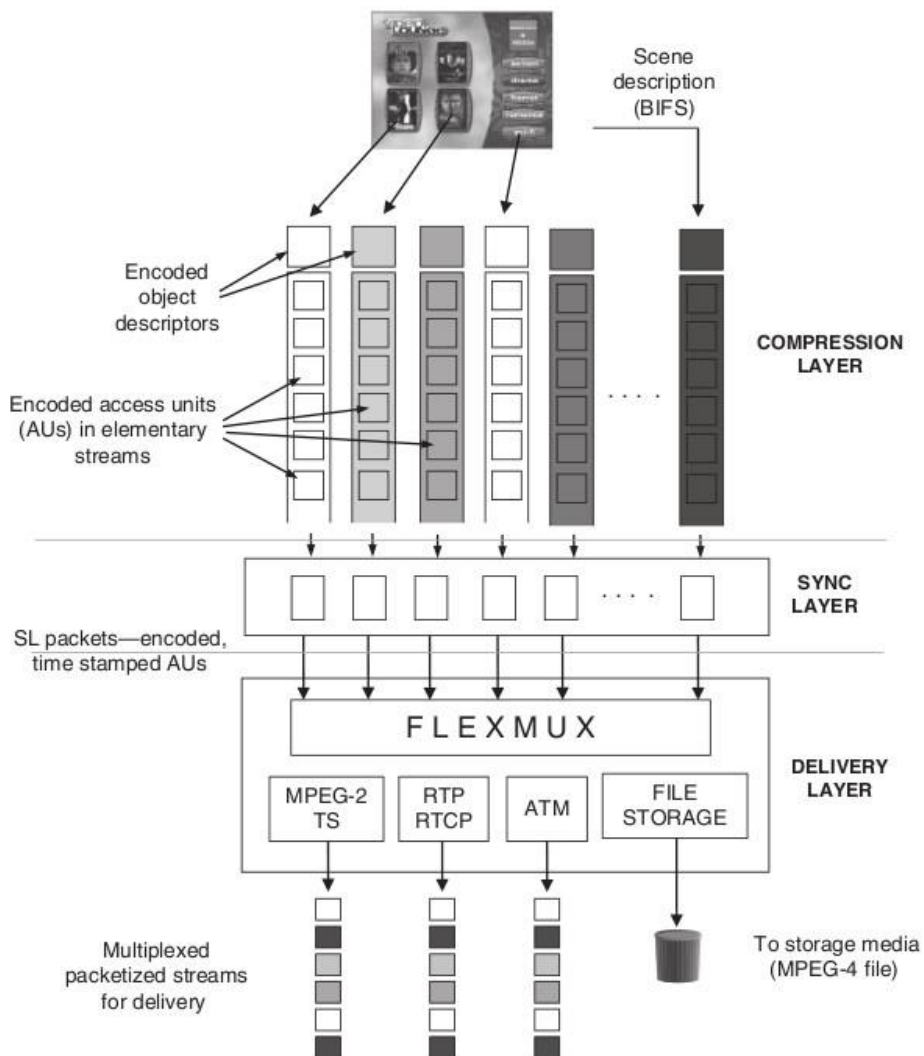 Scene
description
(BIFS)
Encoded
object
descriptors
COMPRESSION
LAYER
Encoded access units
(AUs) in elementary
streams
. . . .
SYNC
LAYER
. . . .
SL packets—encoded,
time stamped AUs
FLEXMUX
DELIVERY
LAYER
MPEG-2
TS
RTP
RTCP
ATM
FILE
STORAGE
Multiplexed
packetized streams
for delivery
To storage media
(MPEG-4 file)